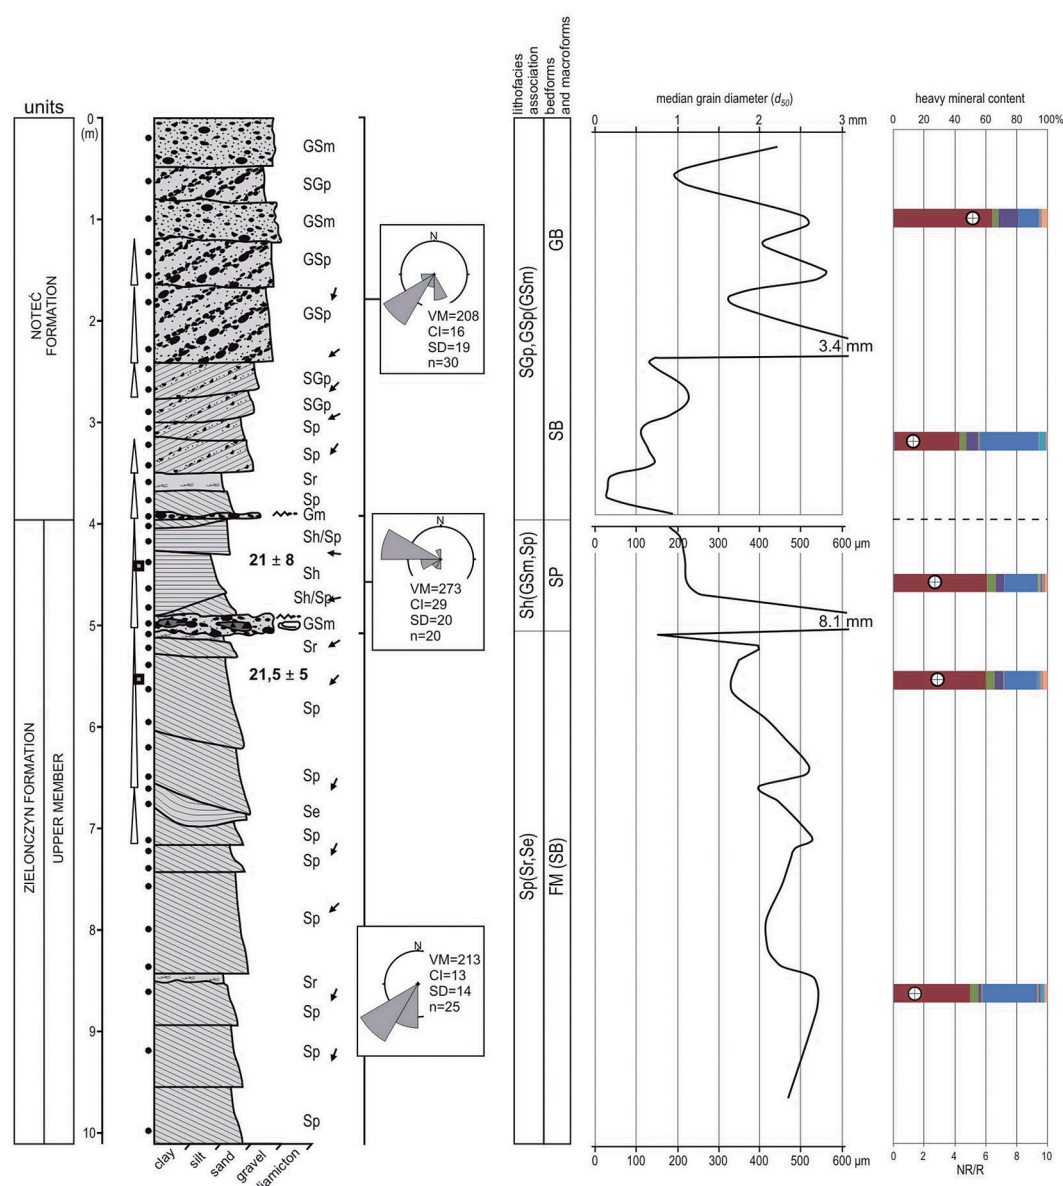 units
lithofacies
association
bedforms
and macroforms
median grain diameter (d50)
heavy mineral content
0
(m)
1
2
3
4
5
6
7
8
9
10
NOTEĆ
FORMATION
ZIELONCZYN FORMATION
UPPER MEMBER
GSm
SGp
GSm
GSp
GSp
SGp
SGp
Sp
Sp
Sr
Sp
Gm
Sh/Sp
21 ± 8
Sh
Sh/Sp
GSm
Sr
21,5 ± 5
Sp
Sp
Se
Sp
Sp
Sp
Sr
Sp
Sp
Sp
clay
silt
sand
gravel
diamicton
N
VM=208
CI=16
SD=19
n=30
N
VM=273
CI=29
SD=20
n=20
N
VM=213
CI=13
SD=14
n=25
SGp,GSp(GSm)
GB
SB
Sh(GSm,Sp)
SP
Sp(Sr,Se)
FM (SB)
0 1 2 3 mm
3.4 mm
0 200 400 600 µm
100 300 500
8.1 mm
0 100 200 300 400 500 600 µm
0 20 40 60 80 100%
0 2 4 6 8 10
NR/R